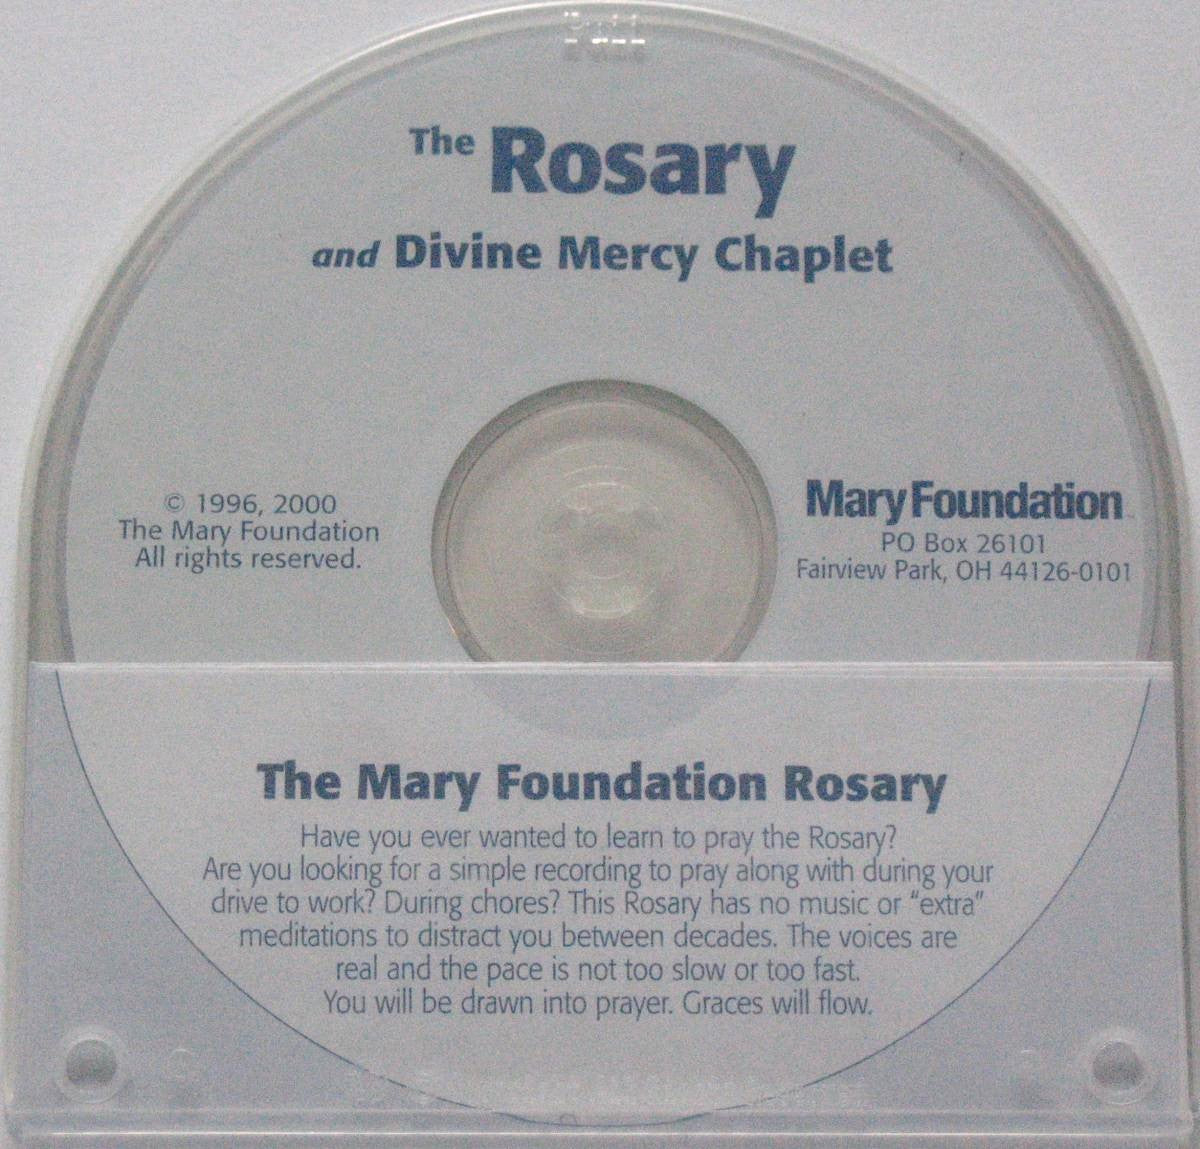 The Rosary
and Divine Mercy Chaplet
© 1996, 2000
The Mary Foundation
All rights reserved.
MaryFoundation
PO Box 26101
Fairview Park, OH 44126-0101
The Mary Foundation Rosary
Have you ever wanted to learn to pray the Rosary?
Are you looking for a simple recording to pray along with during your
drive to work? During chores? This Rosary has no music or “extra”
meditations to distract you between decades. The voices are
real and the pace is not too slow or too fast.
You will be drawn into prayer. Graces will flow.